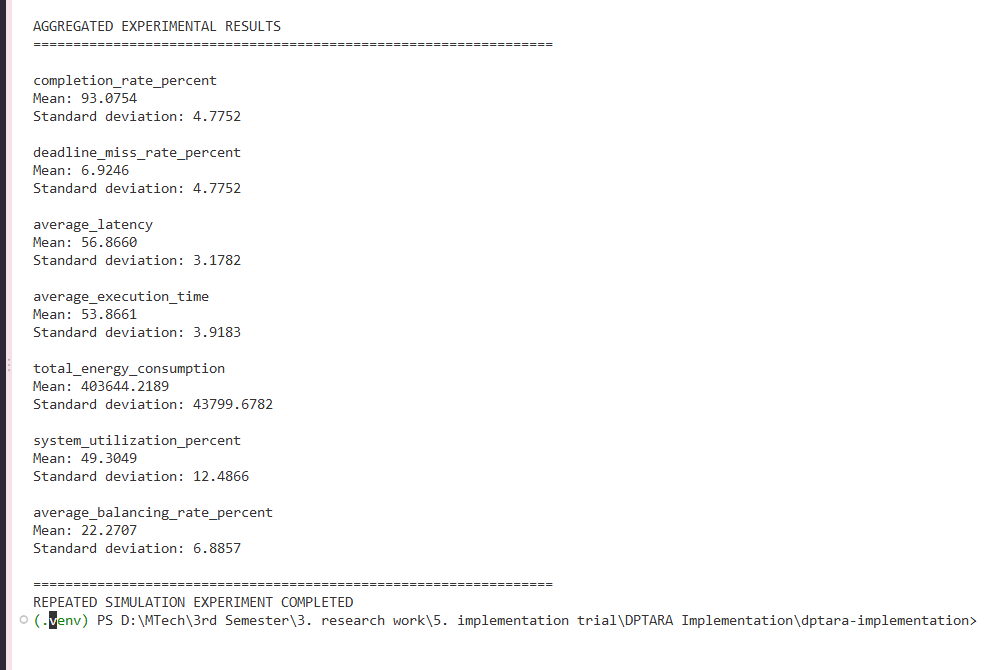 AGGREGATED EXPERIMENTAL RESULTS
=================================================================
completion_rate_percent
Mean: 93.0754
Standard deviation: 4.7752
deadline_miss_rate_percent
Mean: 6.9246
Standard deviation: 4.7752
average_latency
Mean: 56.8660
Standard deviation: 3.1782
average_execution_time
Mean: 53.8661
Standard deviation: 3.9183
total_energy_consumption
Mean: 403644.2189
Standard deviation: 43799.6782
system_utilization_percent
Mean: 49.3049
Standard deviation: 12.4866
average_balancing_rate_percent
Mean: 22.2707
Standard deviation: 6.8857
=================================================================
REPEATED SIMULATION EXPERIMENT COMPLETED
(.venv) PS D:\MTech\3rd Semester\3. research work\5. implementation trial\DPTARA Implementation\dptara-implementation>